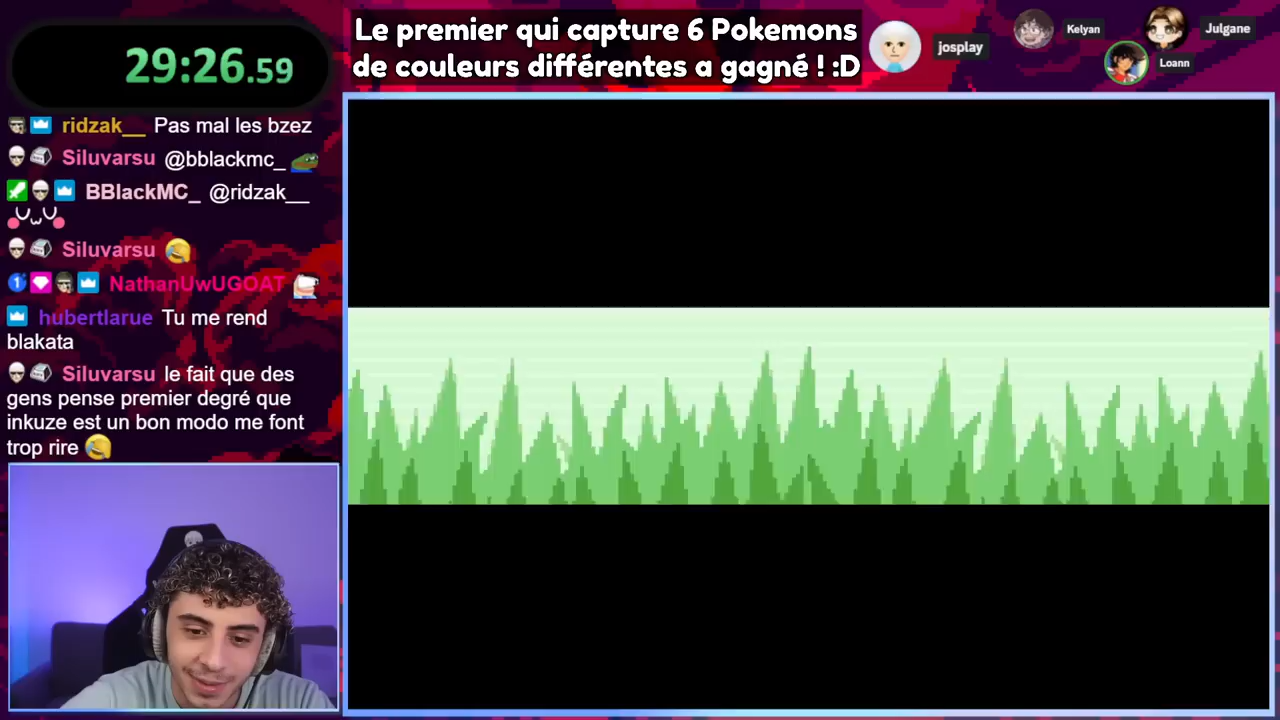 29:26.59
Le premier qui capture 6 Pokemons
de couleurs différentes a gagné ! :D
josplay
Kelyan
Julgane
Loann
ridzak__ Pas mal les bzez
Siluvarsu @bblackmc_
BBlackMC_ @ridzak__
Siluvarsu
NathanUwUGOAT
hubertlarue Tu me rend
blakata
Siluvarsu le fait que des
gens pense premier degré que
inkuze est un bon modo me font
trop rire